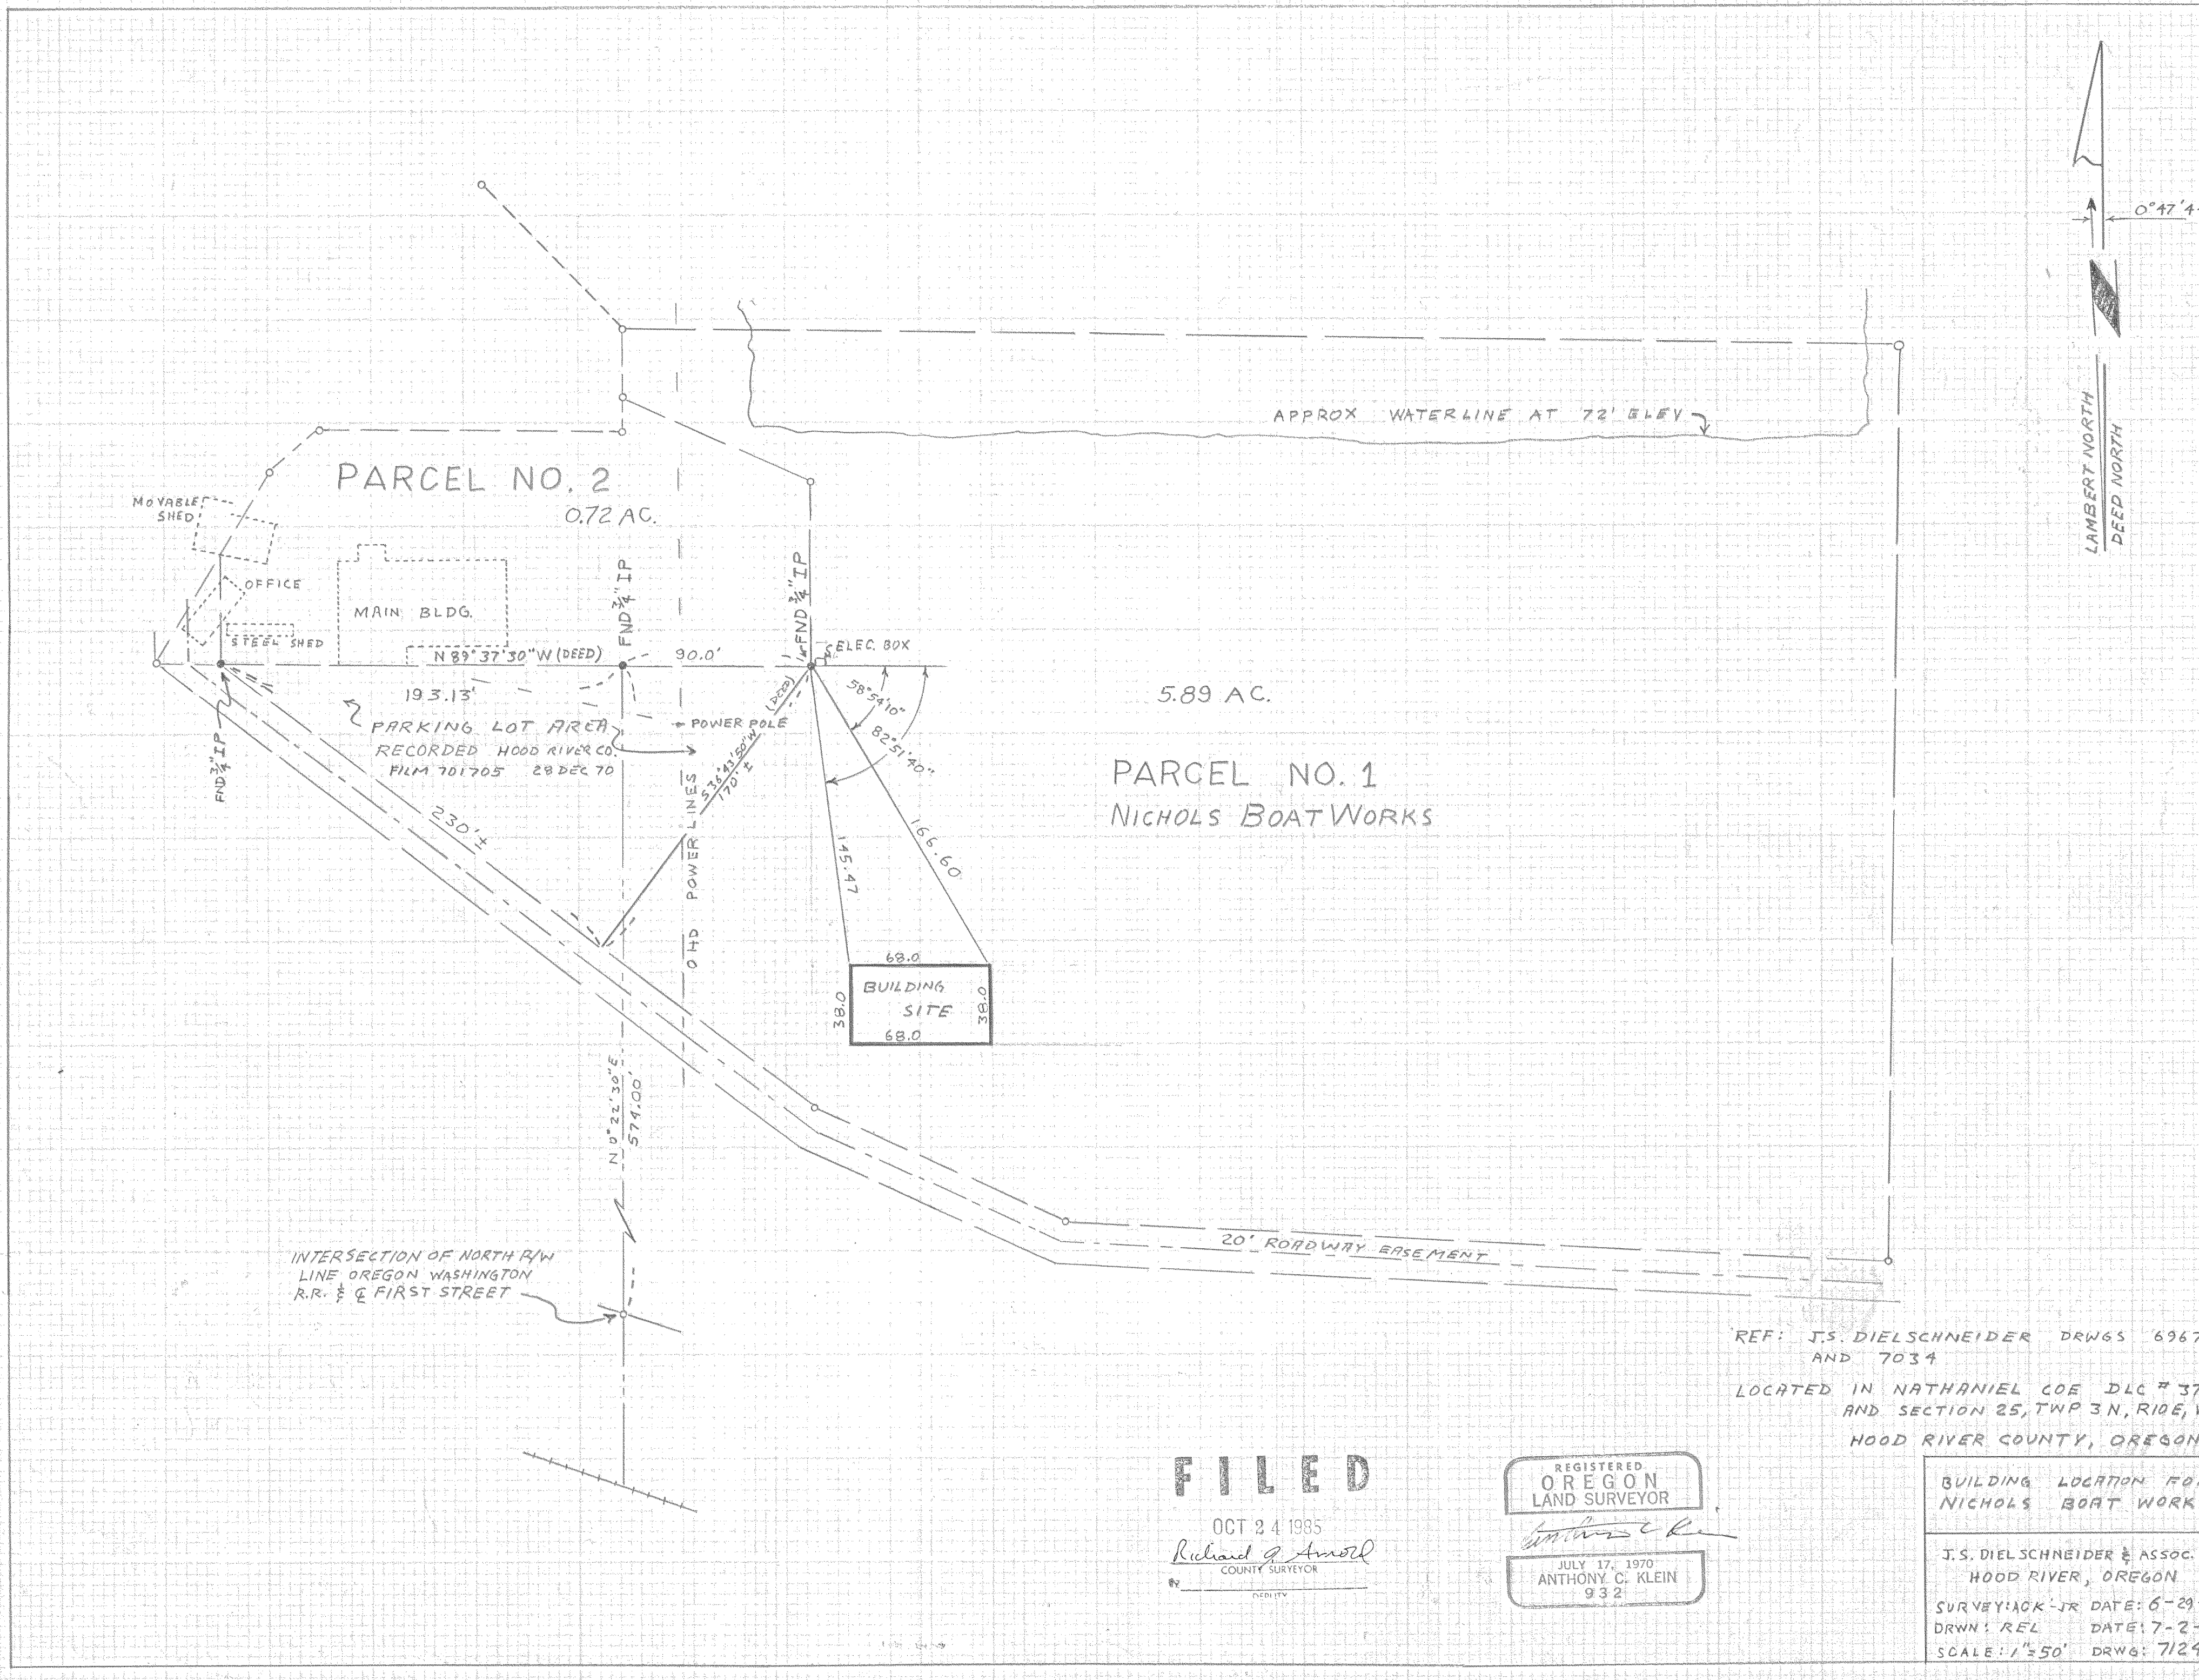 0°47'4
LAMBERT NORTH
DEED NORTH
APPROX WATERLINE AT 72' ELEV
PARCEL NO. 2
0.72 AC.
MOVABLE
SHED
OFFICE
MAIN BLDG.
STEEL SHED
FND 3/4" IP
FND 3/4" IP
ELEC. BOX
N 89°37'30" W (DEED)
90.0'
193.13'
PARKING LOT AREA
RECORDED HOOD RIVER CO.
FILM 701705 28 DEC 70
FND 3/4" IP
POWER POLE
(DEED)
S36°43'50"W
170' ±
58°54'10"
82°51'40"
5.89 AC.
PARCEL NO. 1
NICHOLS BOAT WORKS
230' ±
OHD POWER LINES
145.47
166.60
68.0
BUILDING
SITE
38.0
38.0
68.0
N 0°22'30" E
574.00'
20' ROADWAY EASEMENT
INTERSECTION OF NORTH R/W
LINE OREGON WASHINGTON
R.R. & ℄ FIRST STREET
REF: J.S. DIELSCHNEIDER DRWGS 6967
AND 7034
LOCATED IN NATHANIEL COE DLC # 37
AND SECTION 25, TWP 3 N, R10E,
HOOD RIVER COUNTY, OREGON
FILED
OCT 24 1985
Richard G Arnold
COUNTY SURVEYOR
DEPUTY
REGISTERED
OREGON
LAND SURVEYOR
JULY 17, 1970
ANTHONY C. KLEIN
932
BUILDING LOCATION FO
NICHOLS BOAT WORK
J.S. DIELSCHNEIDER & ASSOC.
HOOD RIVER, OREGON
SURVEY: ACK-JR DATE: 6-29
DRWN: REL DATE: 7-2-
SCALE: 1"=50' DRWG: 7124